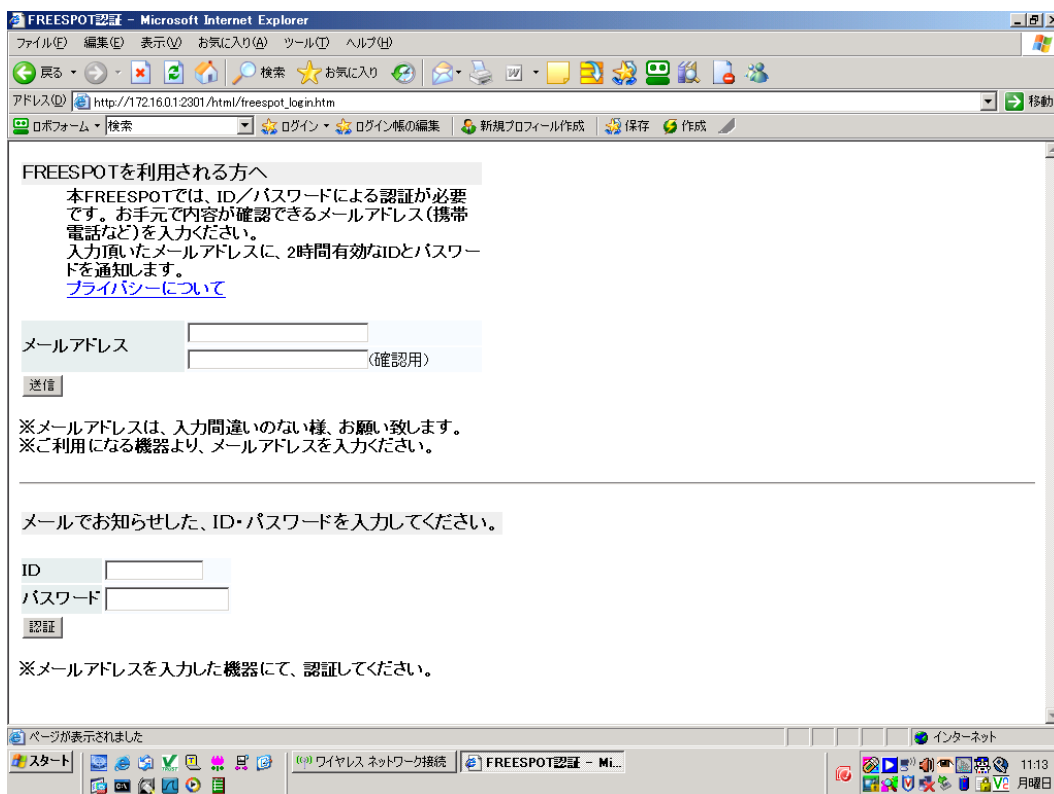 FREESPOT認証 - Microsoft Internet Explorer
ファイル(F) 編集(E) 表示(V) お気に入り(A) ツール(T) ヘルプ(H)
戻る 検索 お気に入り
アドレス(D) http://172.16.0.1:2301/html/freespot_login.htm 移動
ロボフォーム 検索 ログイン ログイン帳の編集 新規プロフィール作成 保存 作成
FREESPOTを利用される方へ
本FREESPOTでは、ID/パスワードによる認証が必要
です。お手元で内容が確認できるメールアドレス(携帯
電話など)を入力ください。
入力頂いたメールアドレスに、2時間有効なIDとパスワー
ドを通知します。
プライバシーについて
メールアドレス
(確認用)
送信
※メールアドレスは、入力間違いのない様、お願い致します。
※ご利用になる機器より、メールアドレスを入力ください。
メールでお知らせした、ID・パスワードを入力してください。
ID
パスワード
認証
※メールアドレスを入力した機器にて、認証してください。
ページが表示されました インターネット
スタート ワイヤレス ネットワーク接続 FREESPOT認証 - Mi... 11:13
V2 月曜日